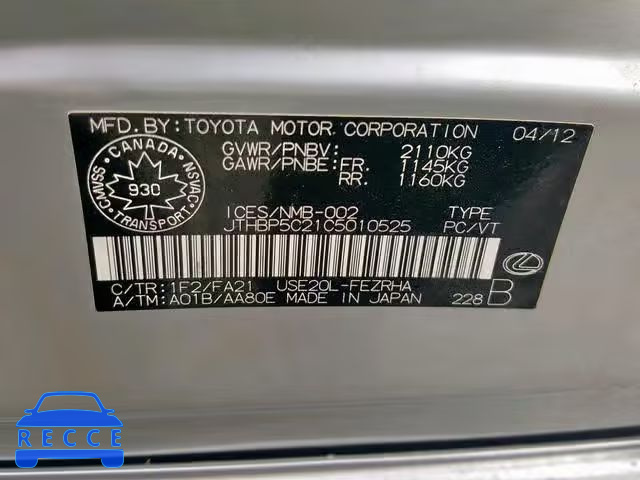 MFD. BY: TOYOTA MOTOR CORPORATION 04/12
GVWR/PNBV: 2110KG
GAWR/PNBE: FR. 1145KG
RR. 1160KG
CANADA
CMVSS NSVAC
930
TRANSPORT
ICES/NMB-002 TYPE
JTHBP5C21C5010525 PC/VT
C/TR: 1F2/FA21 USE20L-FEZRHA
A/TM: A01B/AA80E MADE IN JAPAN 228 B
RECCE